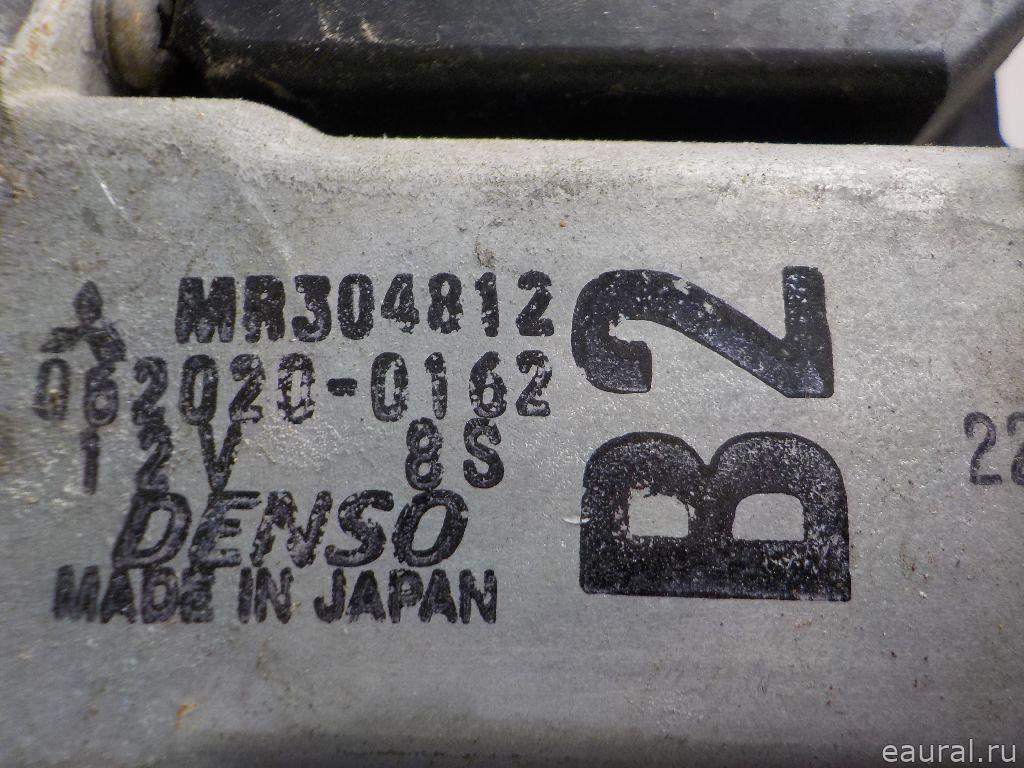 MR304812
062020-0162
12V 8S
DENSO
MADE IN JAPAN
B2
22
eaural.ru